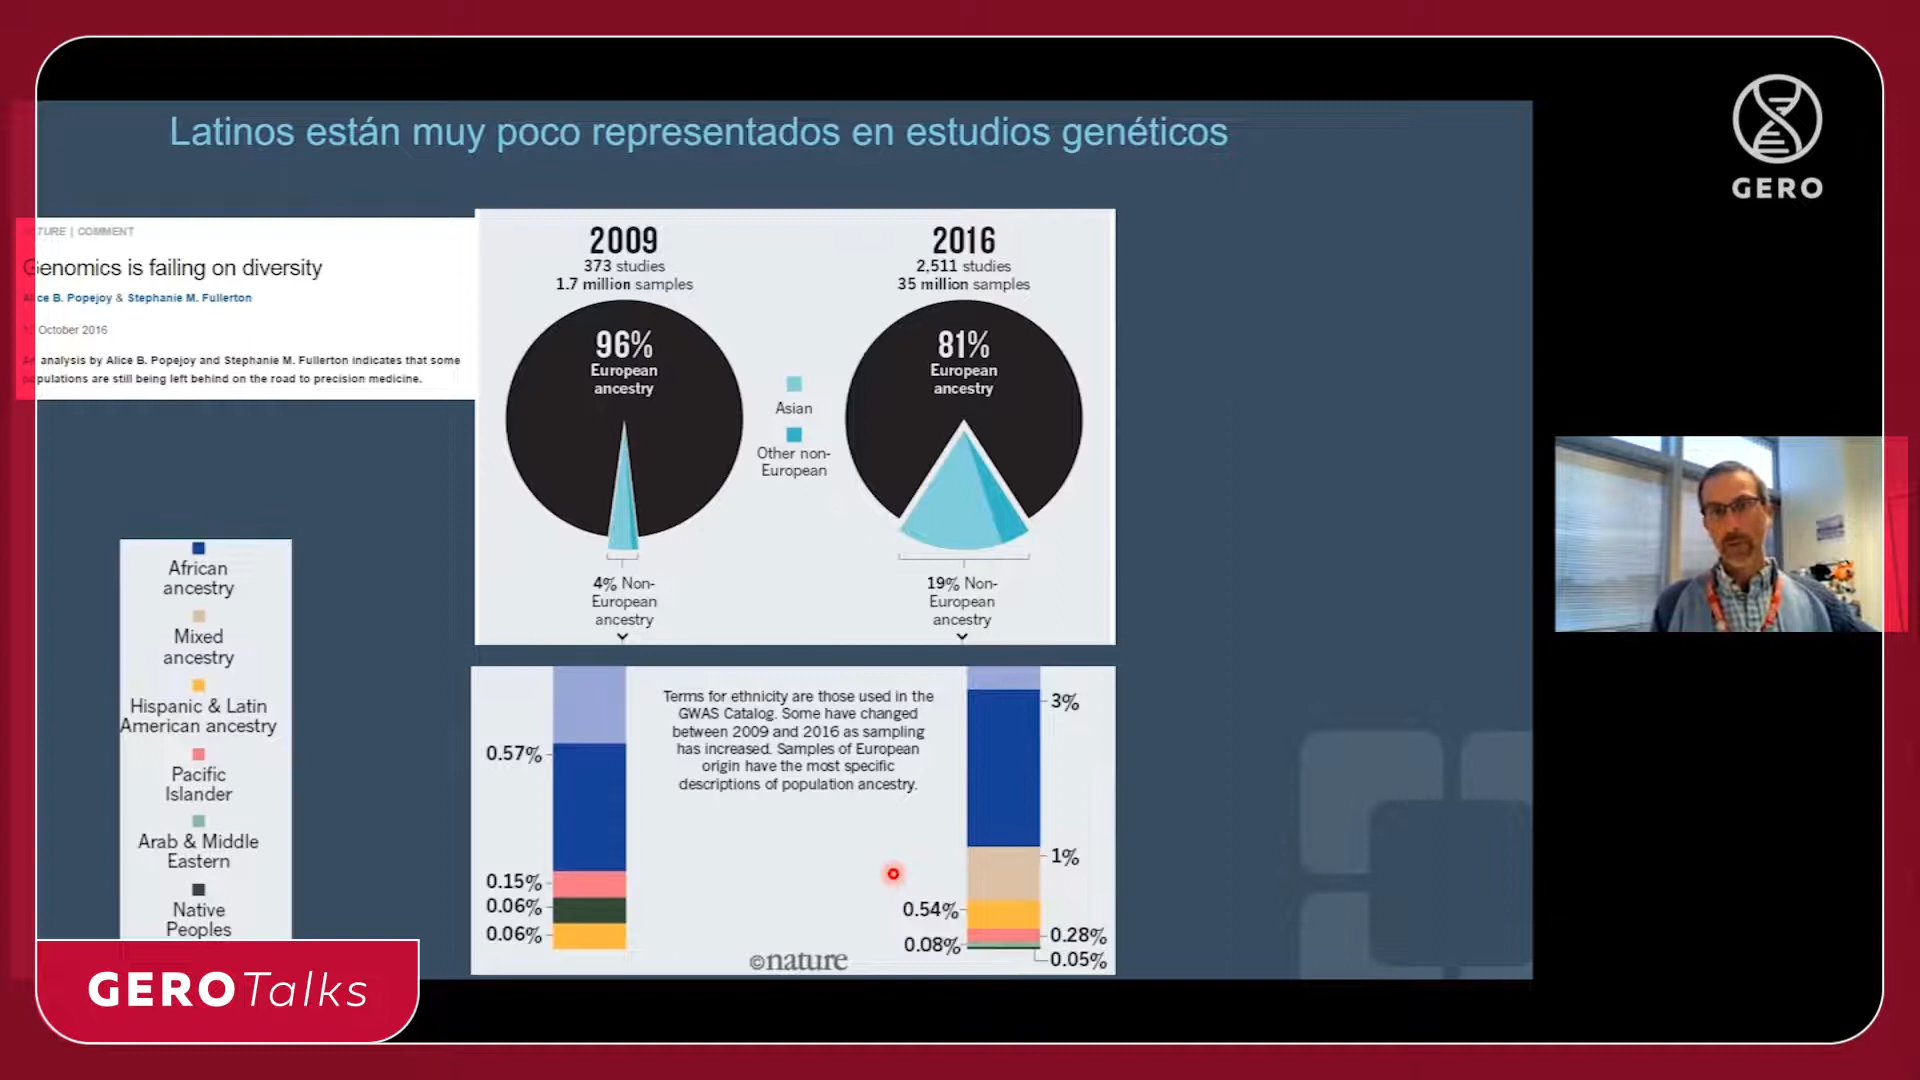 Latinos están muy poco representados en estudios genéticos
GERO
TURE | COMMENT
Genomics is failing on diversity
Alice B. Popejoy & Stephanie M. Fullerton
October 2016
An analysis by Alice B. Popejoy and Stephanie M. Fullerton indicates that some
populations are still being left behind on the road to precision medicine.
2009
373 studies
1.7 million samples
96%
European
ancestry
4% Non-
European
ancestry
Asian
Other non-
European
2016
2,511 studies
35 million samples
81%
European
ancestry
19% Non-
European
ancestry
African
ancestry
Mixed
ancestry
Hispanic & Latin
American ancestry
Pacific
Islander
Arab & Middle
Eastern
Native
Peoples
0.57%
0.15%
0.06%
0.06%
Terms for ethnicity are those used in the
GWAS Catalog. Some have changed
between 2009 and 2016 as sampling
has increased. Samples of European
origin have the most specific
descriptions of population ancestry.
3%
1%
0.54%
0.28%
0.08%
0.05%
©nature
GERO Talks